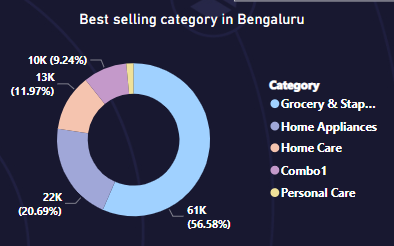 Best selling category in Bengaluru
10K (9.24%)
13K
(11.97%)
22K
(20.69%)
61K
(56.58%)
Category
Grocery & Stap...
Home Appliances
Home Care
Combo1
Personal Care